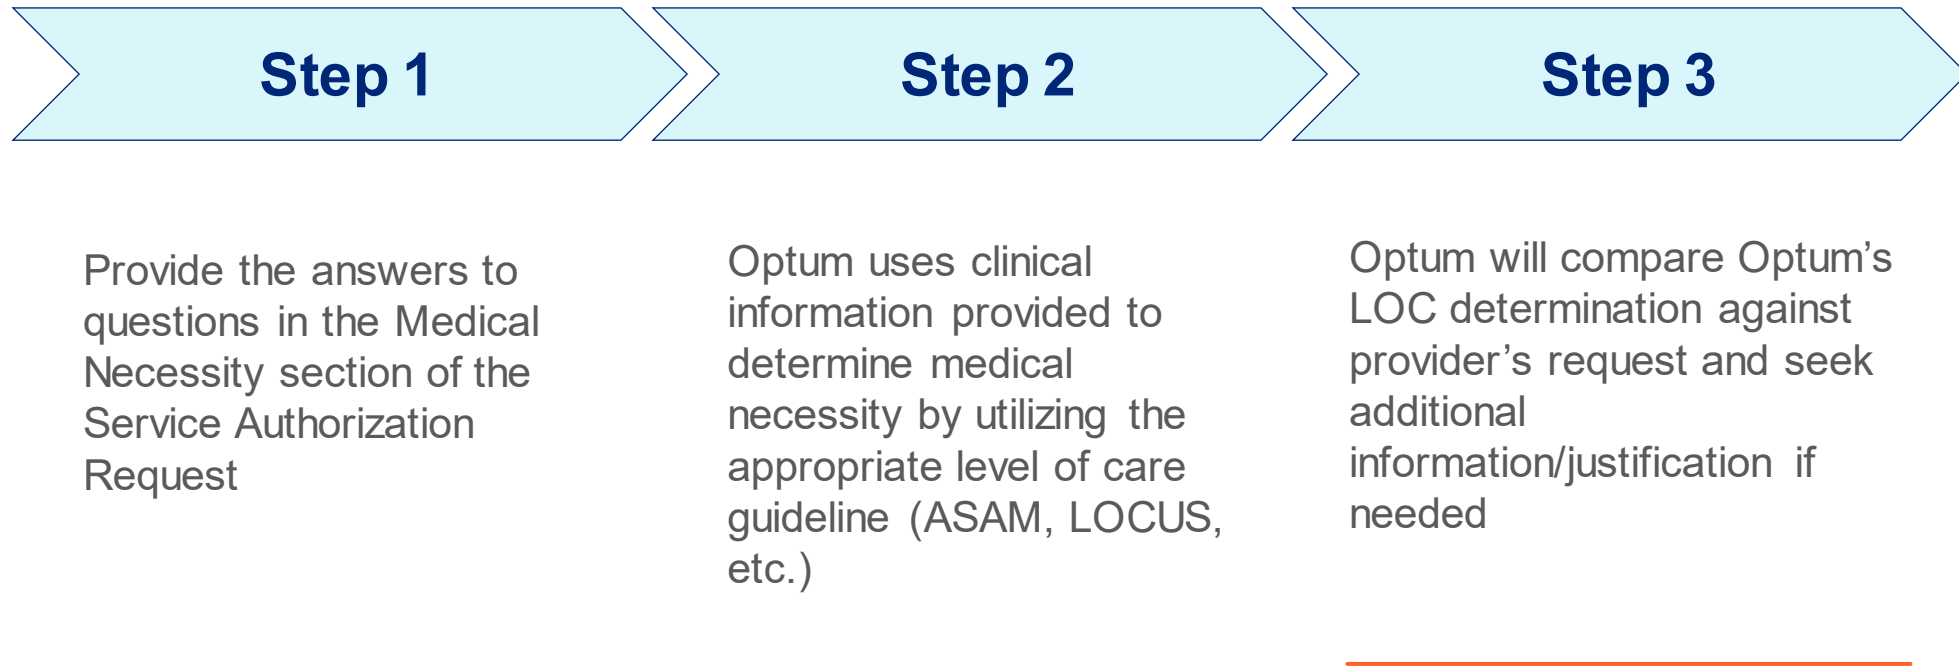 Step 1
Step 2
Step 3
Provide the answers to
questions in the Medical
Necessity section of the
Service Authorization
Request
Optum uses clinical
information provided to
determine medical
necessity by utilizing the
appropriate level of care
guideline (ASAM, LOCUS,
etc.)
Optum will compare Optum’s
LOC determination against
provider’s request and seek
additional
information/justification if
needed